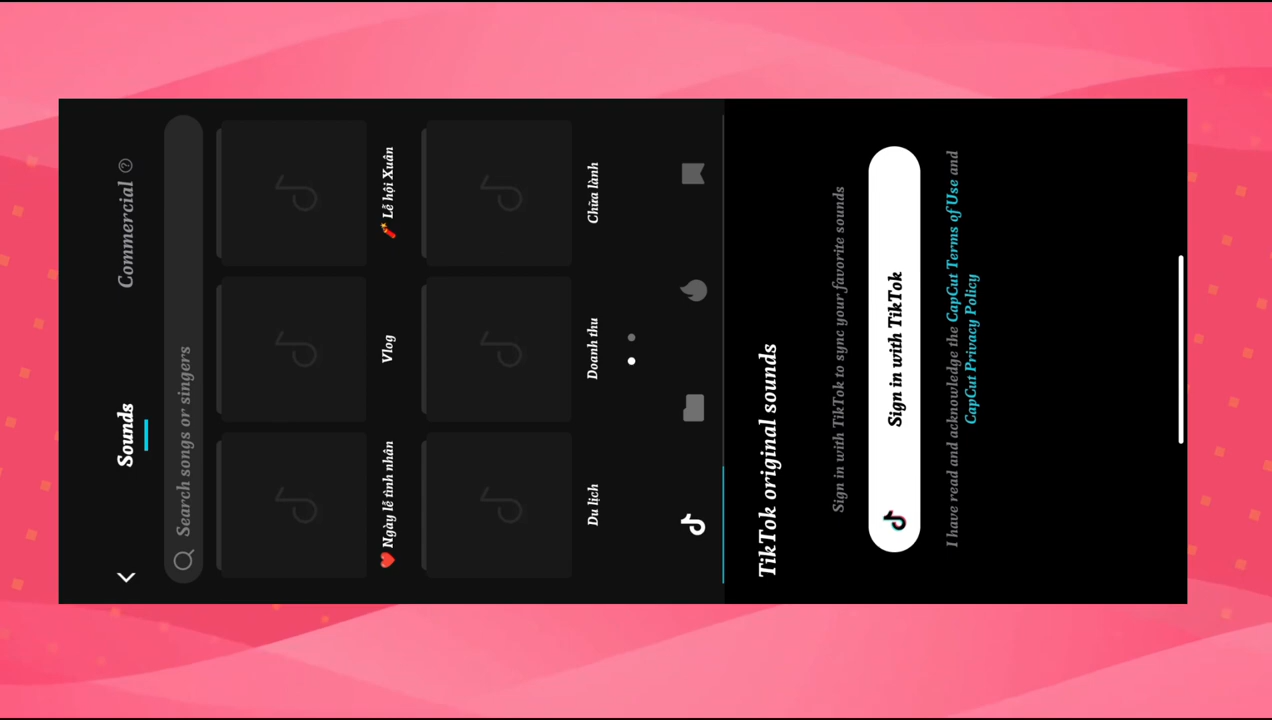 Sounds
Commercial
Search songs or singers
❤️ Ngày lễ tình nhân
Vlog
🧨 Lễ hội Xuân
Du lịch
Doanh thu
Chữa lành
TikTok original sounds
Sign in with TikTok to sync your favorite sounds
Sign in with TikTok
I have read and acknowledge the CapCut Terms of Use and
CapCut Privacy Policy